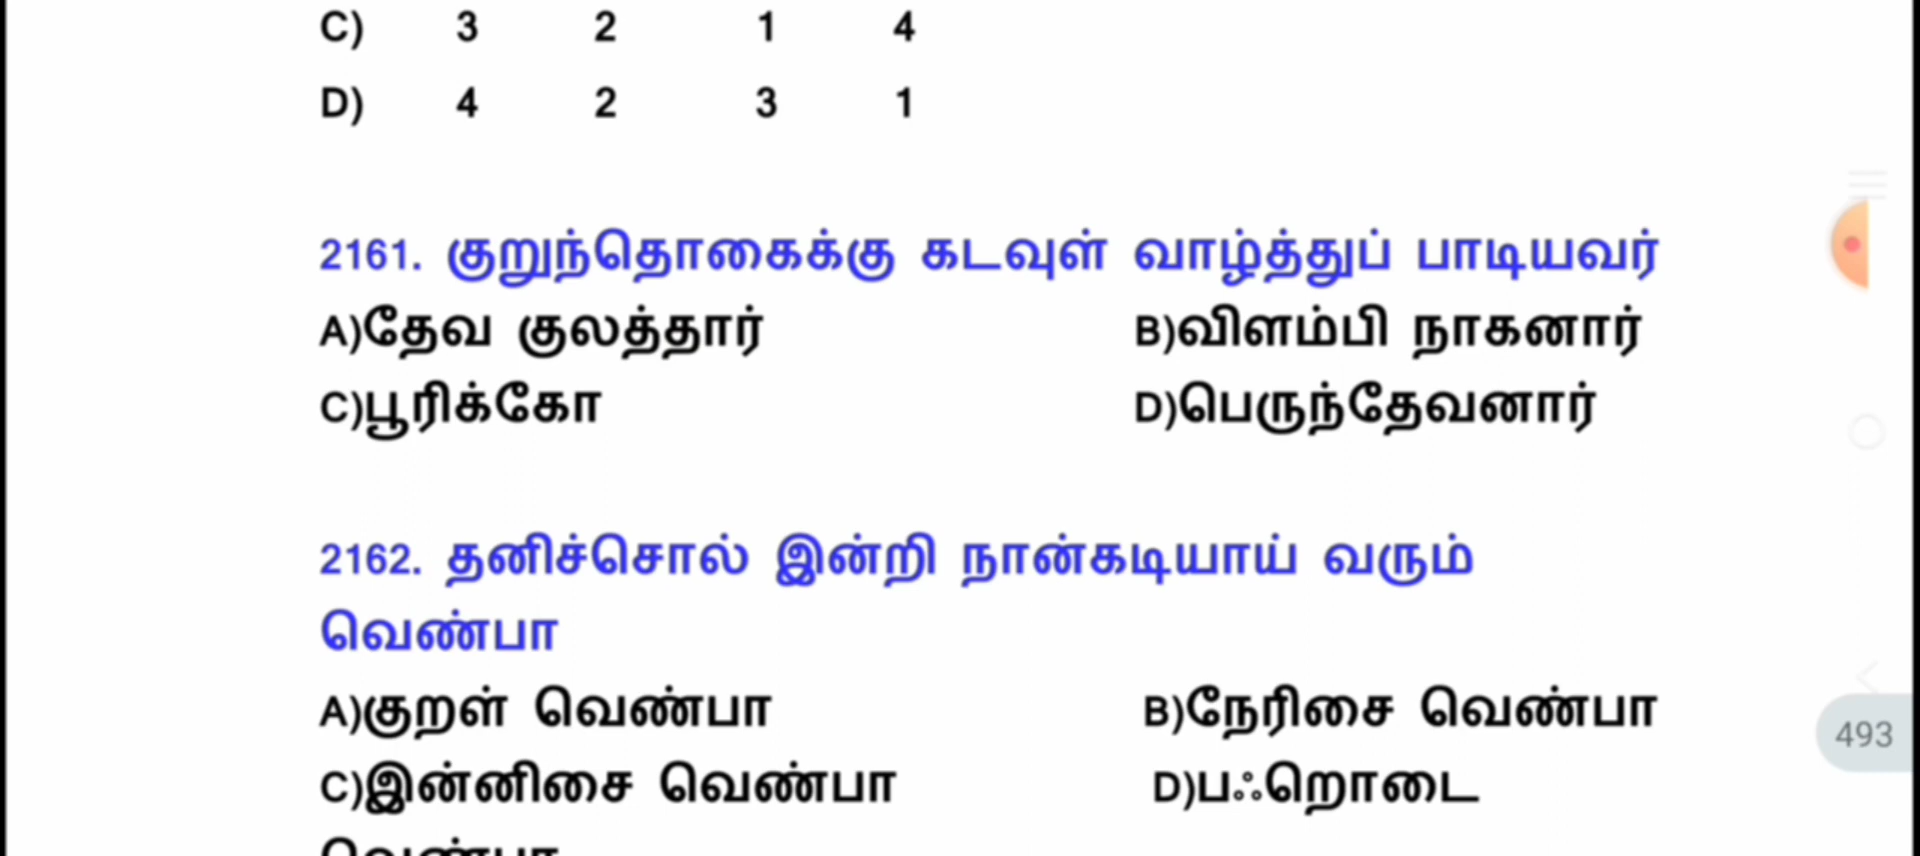 C) 3 2 1 4
D) 4 2 3 1
2161. குறுந்தொகைக்கு கடவுள் வாழ்த்துப் பாடியவர்
A)தேவ குலத்தார் B)விளம்பி நாகனார்
C)பூரிக்கோ D)பெருந்தேவனார்
2162. தனிச்சொல் இன்றி நான்கடியாய் வரும்
வெண்பா
A)குறள் வெண்பா B)நேரிசை வெண்பா
C)இன்னிசை வெண்பா D)பஃறொடை
வெண்பா
493